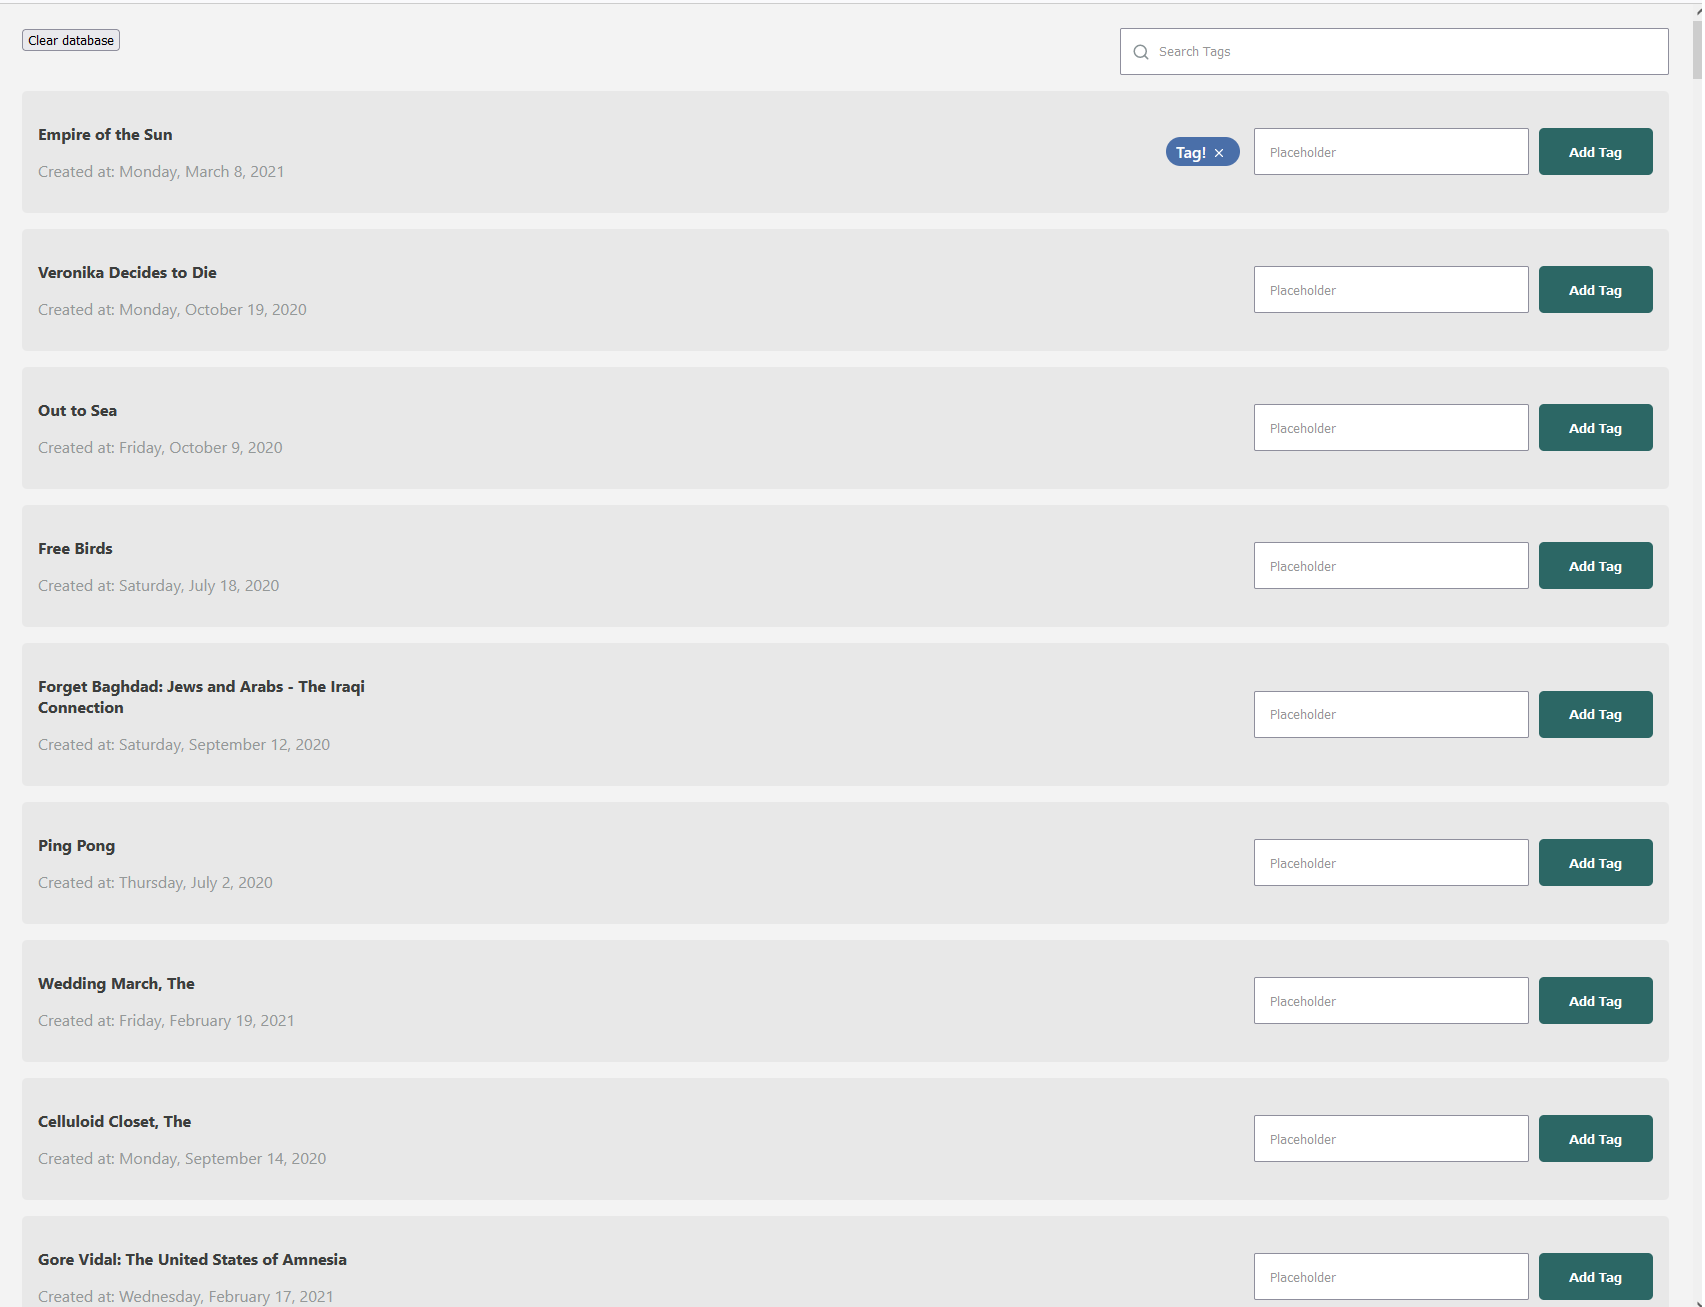 Clear database
Search Tags
Empire of the Sun
Created at: Monday, March 8, 2021
Tag! ×
Placeholder
Add Tag
Veronika Decides to Die
Created at: Monday, October 19, 2020
Placeholder
Add Tag
Out to Sea
Created at: Friday, October 9, 2020
Placeholder
Add Tag
Free Birds
Created at: Saturday, July 18, 2020
Placeholder
Add Tag
Forget Baghdad: Jews and Arabs - The Iraqi
Connection
Created at: Saturday, September 12, 2020
Placeholder
Add Tag
Ping Pong
Created at: Thursday, July 2, 2020
Placeholder
Add Tag
Wedding March, The
Created at: Friday, February 19, 2021
Placeholder
Add Tag
Celluloid Closet, The
Created at: Monday, September 14, 2020
Placeholder
Add Tag
Gore Vidal: The United States of Amnesia
Created at: Wednesday, February 17, 2021
Placeholder
Add Tag